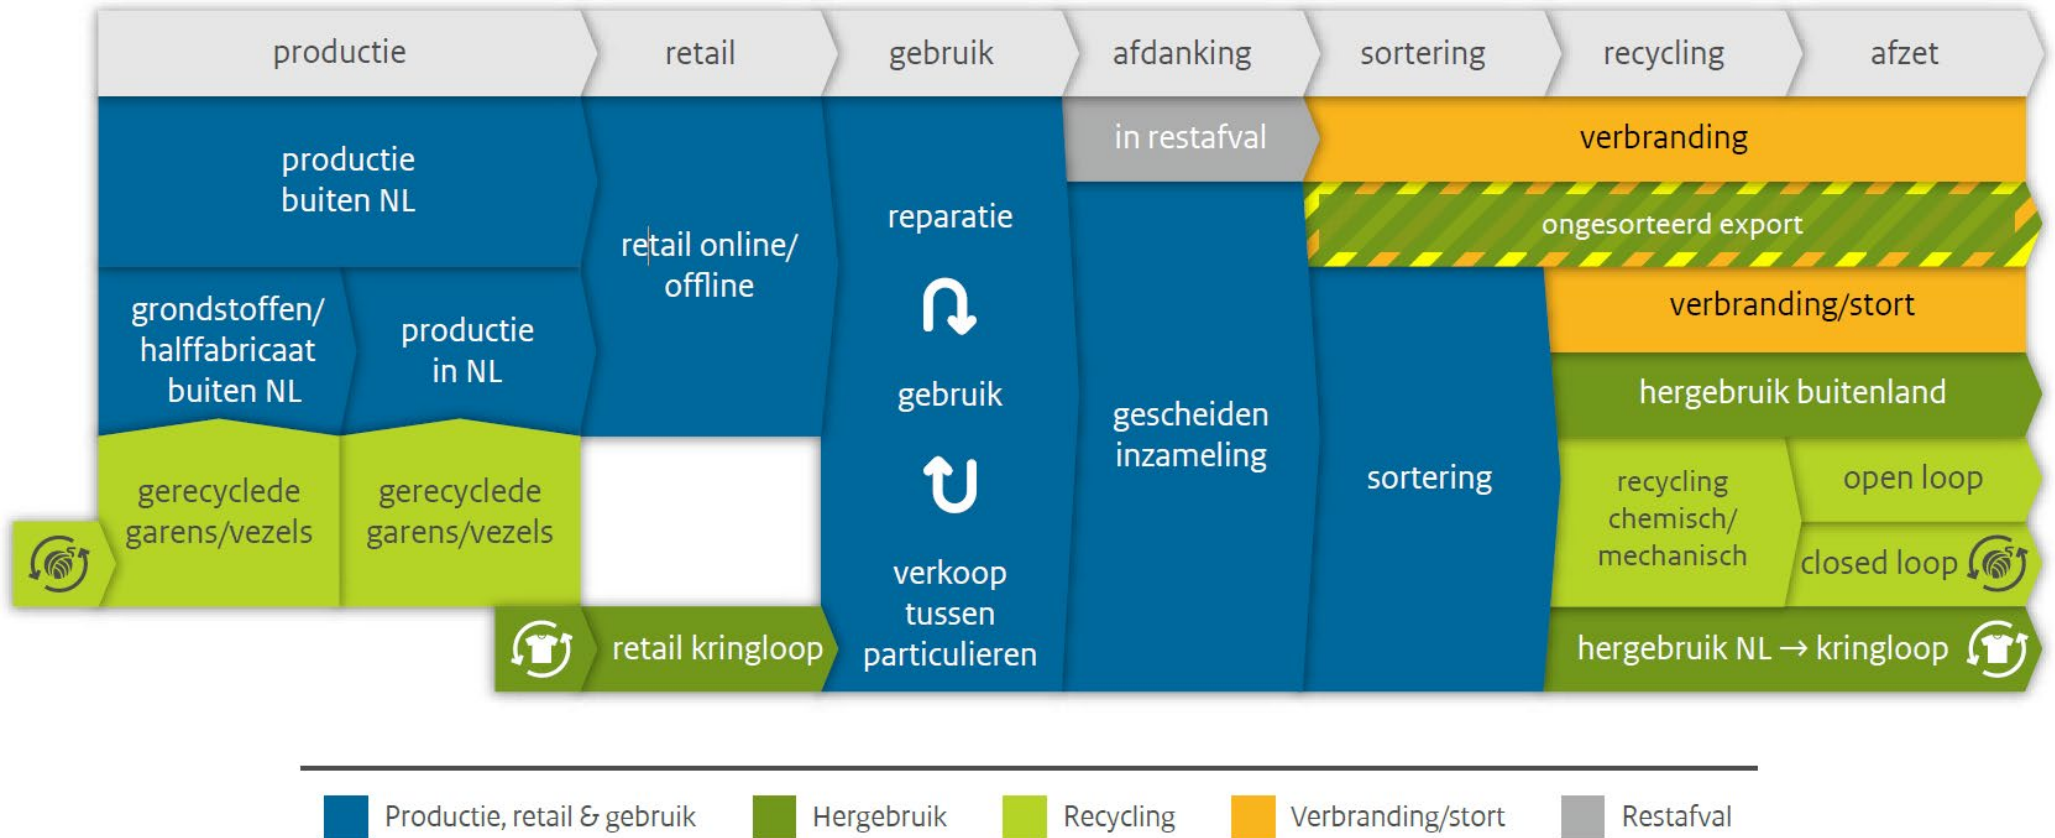 productie
retail
gebruik
afdanking
sortering
recycling
afzet
productie
buiten NL
grondstoffen/
halffabricaat
buiten NL
productie
in NL
gerecyclede
garens/vezels
gerecyclede
garens/vezels
retail online/
offline
retail kringloop
reparatie
gebruik
verkoop
tussen
particulieren
in restafval
gescheiden
inzameling
sortering
verbranding
ongesorteerd export
verbranding/stort
hergebruik buitenland
recycling
chemisch/
mechanisch
open loop
closed loop
hergebruik NL → kringloop
Productie, retail & gebruik
Hergebruik
Recycling
Verbranding/stort
Restafval